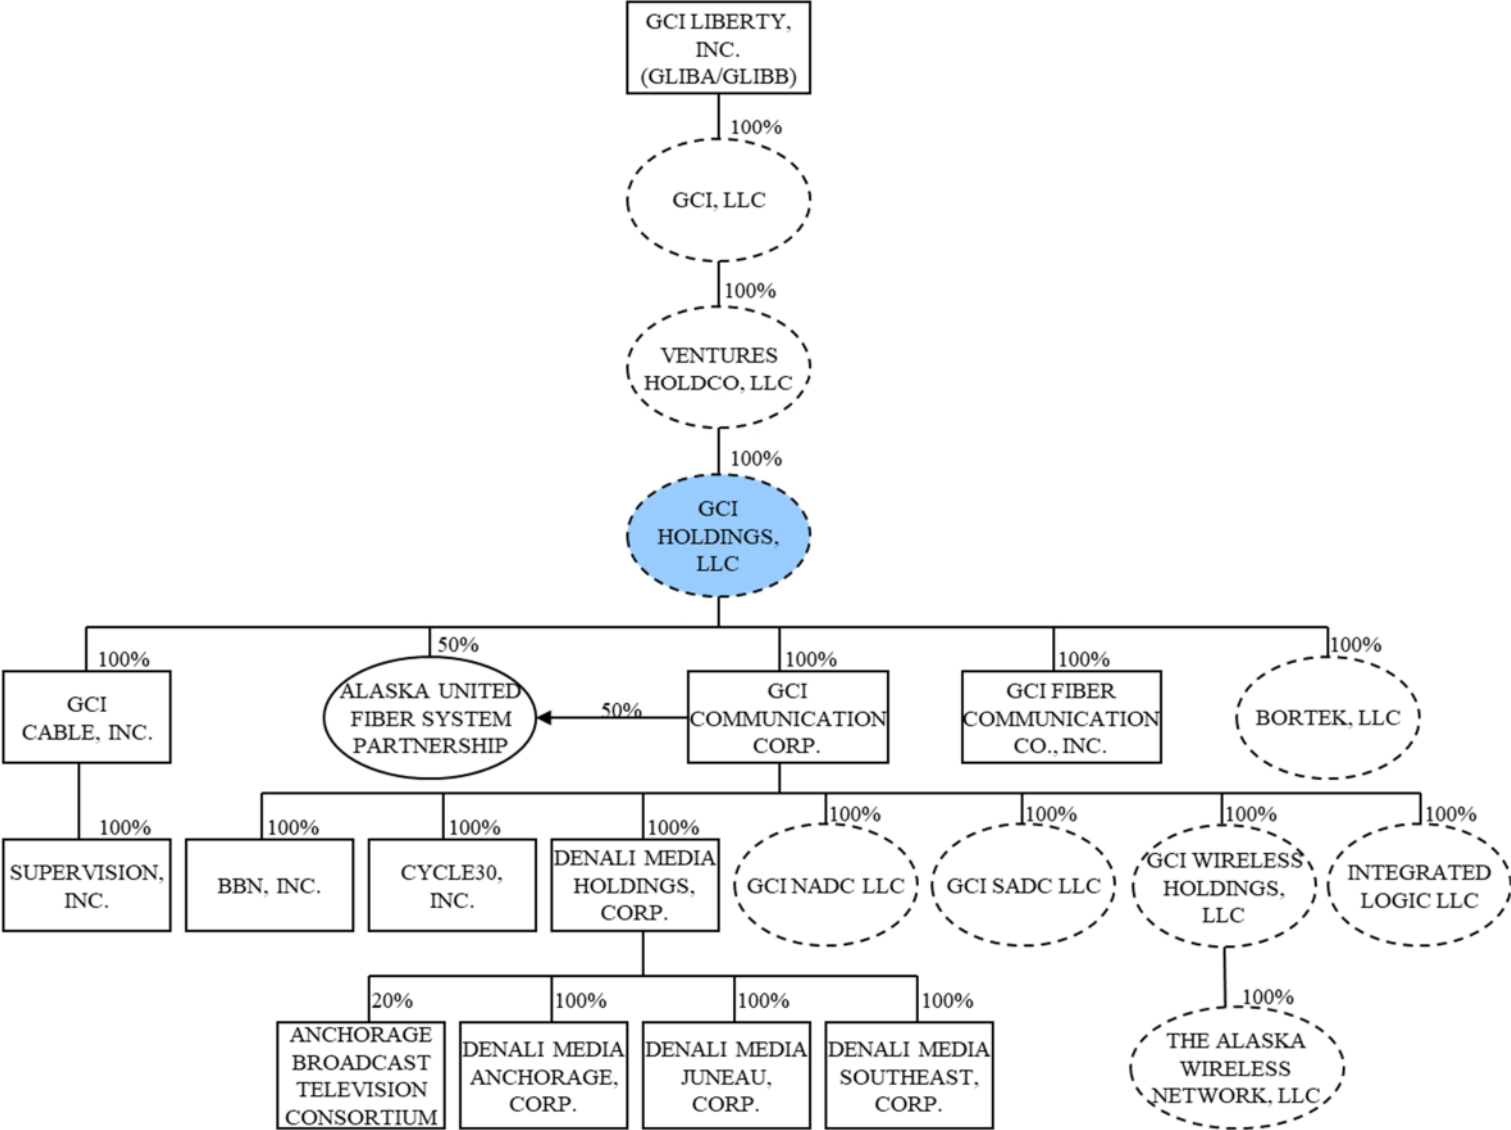 GCI LIBERTY,
INC.
(GLIBA/GLIBB)
100%
GCI, LLC
100%
VENTURES
HOLDCO, LLC
100%
GCI
HOLDINGS,
LLC
100%
50%
100%
100%
100%
GCI
CABLE, INC.
ALASKA UNITED
FIBER SYSTEM
PARTNERSHIP
50%
GCI
COMMUNICATION
CORP.
GCI FIBER
COMMUNICATION
CO., INC.
BORTEK, LLC
100%
100%
100%
100%
100%
100%
100%
100%
SUPERVISION,
INC.
BBN, INC.
CYCLE30,
INC.
DENALI MEDIA
HOLDINGS,
CORP.
GCI NADC LLC
GCI SADC LLC
GCI WIRELESS
HOLDINGS,
LLC
INTEGRATED
LOGIC LLC
20%
100%
100%
100%
100%
ANCHORAGE
BROADCAST
TELEVISION
CONSORTIUM
DENALI MEDIA
ANCHORAGE,
CORP.
DENALI MEDIA
JUNEAU,
CORP.
DENALI MEDIA
SOUTHEAST,
CORP.
THE ALASKA
WIRELESS
NETWORK, LLC